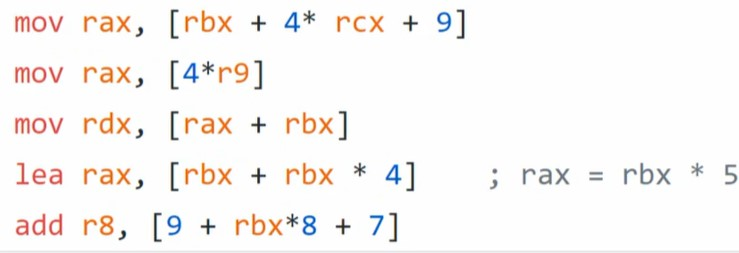 mov rax, [rbx + 4* rcx + 9]
mov rax, [4*r9]
mov rdx, [rax + rbx]
lea rax, [rbx + rbx * 4]    ; rax = rbx * 5
add r8, [9 + rbx*8 + 7]